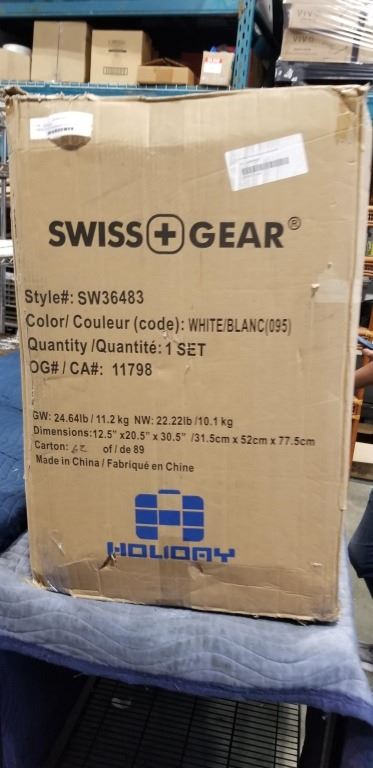 SWISS GEAR®
Style#: SW36483
Color/ Couleur (code): WHITE/BLANC(095)
Quantity /Quantité: 1 SET
OG# / CA#: 11798
GW: 24.64lb / 11.2 kg NW: 22.22lb /10.1 kg
Dimensions:12.5" x20.5" x 30.5" /31.5cm x 52cm x 77.5cm
Carton: of / de 89
Made in China / Fabriqué en Chine
HOLIDAY